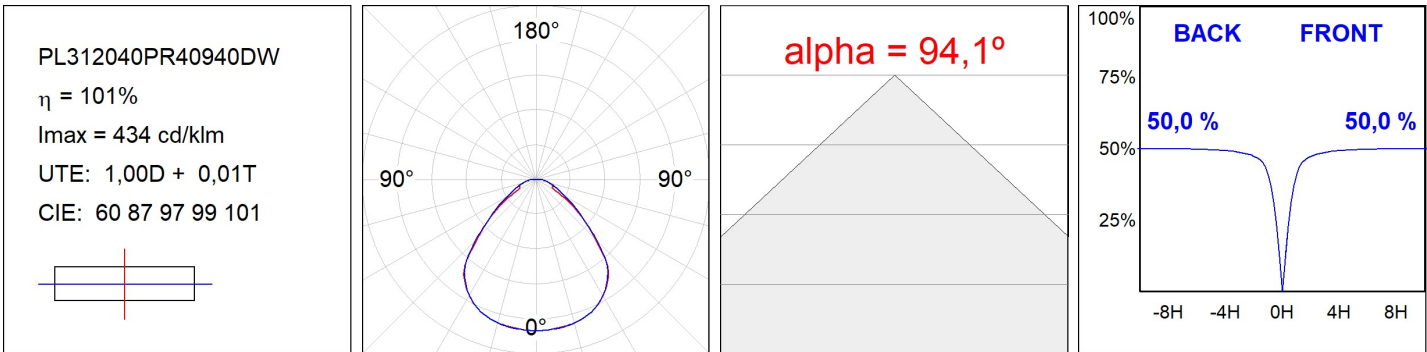 PL312040PR40940DW
η = 101%
Imax = 434 cd/klm
UTE: 1,00D + 0,01T
CIE: 60 87 97 99 101
180°
90° 90°
0°
alpha = 94,1º
100%
BACK FRONT
75%
50,0 % 50,0 %
50%
25%
-8H -4H 0H 4H 8H